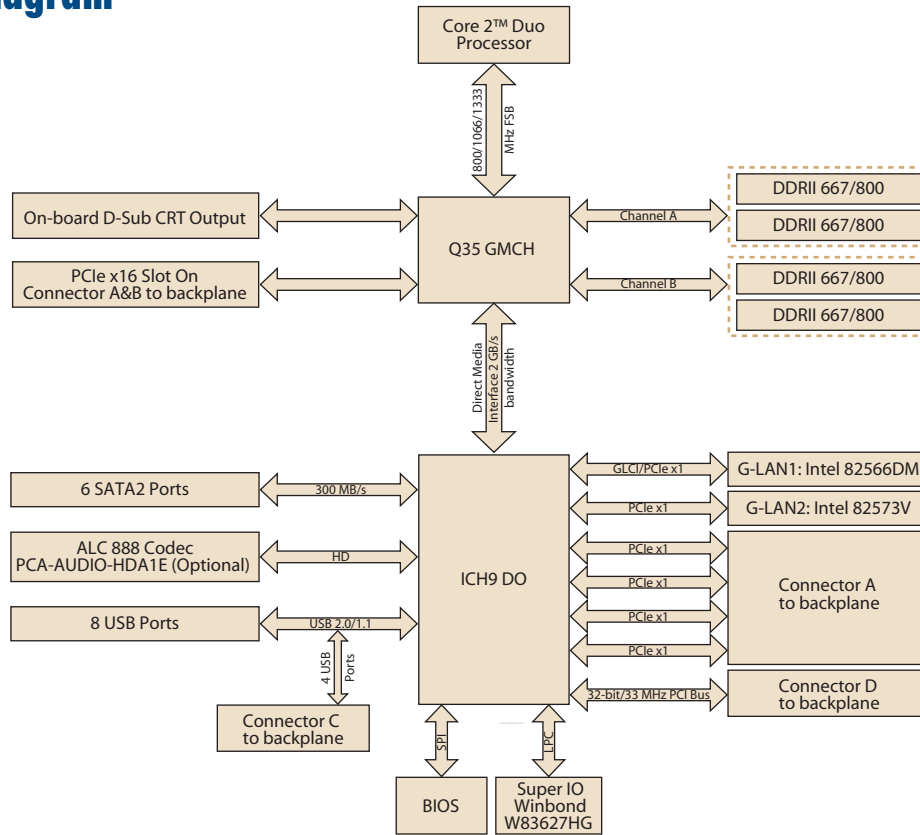 Core 2™ Duo
Processor
800/1066/1333
MHz FSB
On-board D-Sub CRT Output
PCIe x16 Slot On
Connector A&B to backplane
Q35 GMCH
Channel A
Channel B
DDRII 667/800
DDRII 667/800
DDRII 667/800
DDRII 667/800
Direct Media
Interface 2 GB/s
bandwidth
6 SATA2 Ports
300 MB/s
ALC 888 Codec
PCA-AUDIO-HDA1E (Optional)
HD
8 USB Ports
USB 2.0/1.1
4 USB
Ports
Connector C
to backplane
ICH9 DO
GLCI/PCIe x1
G-LAN1: Intel 82566DM
PCIe x1
G-LAN2: Intel 82573V
PCIe x1
PCIe x1
PCIe x1
PCIe x1
Connector A
to backplane
32-bit/33 MHz PCI Bus
Connector D
to backplane
SPI
LPC
BIOS
Super IO
Winbond
W83627HG